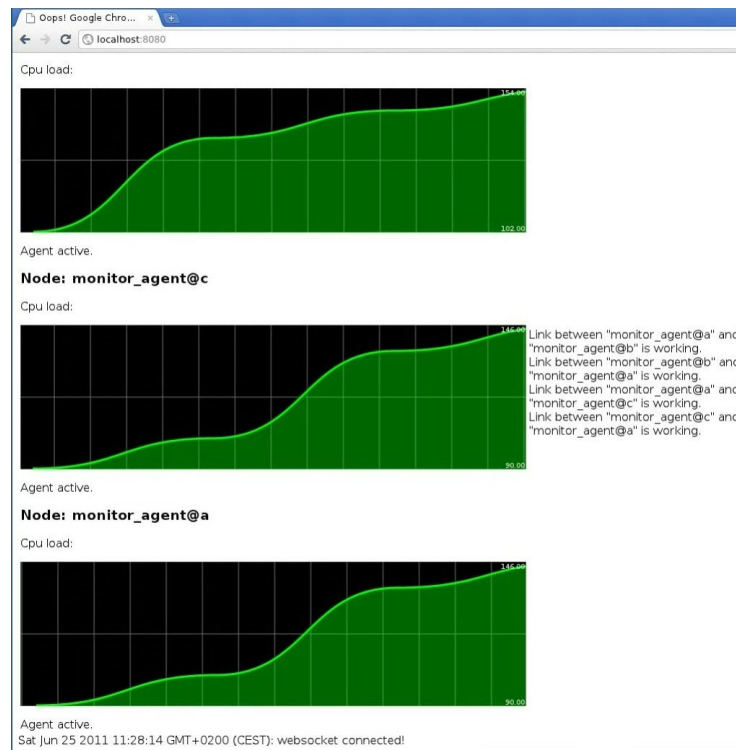 Oops! Google Chro...
localhost:8080
Cpu load:
154.00
102.00
Agent active.
Node: monitor_agent@c
Cpu load:
146.00
90.00
Link between "monitor_agent@a" and
"monitor_agent@b" is working.
Link between "monitor_agent@b" and
"monitor_agent@a" is working.
Link between "monitor_agent@a" and
"monitor_agent@c" is working.
Link between "monitor_agent@c" and
"monitor_agent@a" is working.
Agent active.
Node: monitor_agent@a
Cpu load:
146.00
90.00
Agent active.
Sat Jun 25 2011 11:28:14 GMT+0200 (CEST): websocket connected!